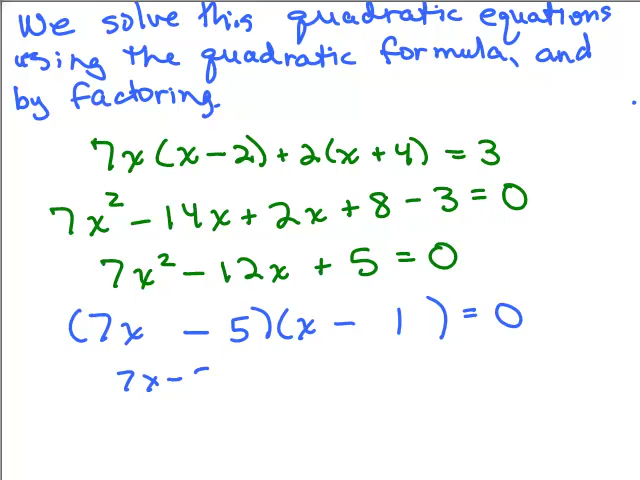 We solve this quadratic equations
using the quadratic formula, and
by factoring.
7x(x-2)+2(x+4) = 3
7x² - 14x + 2x + 8 - 3 = 0
7x² - 12x + 5 = 0
(7x - 5)(x - 1) = 0
7x -